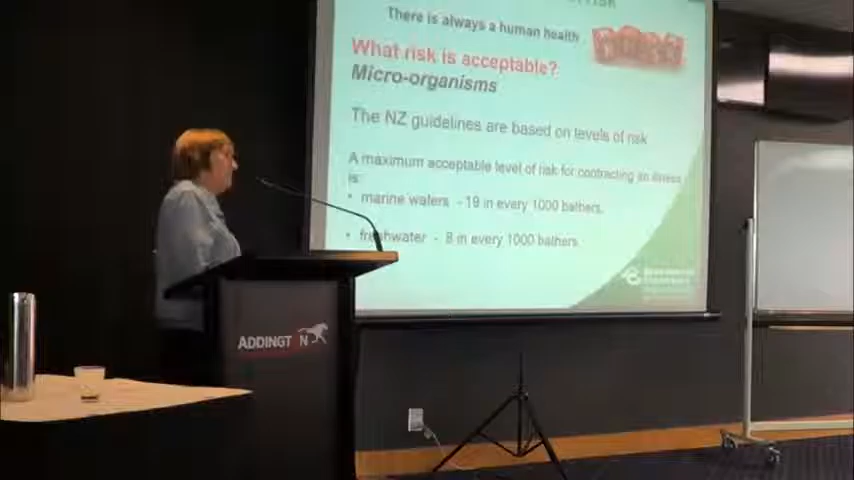 There is always a human health
What risk is acceptable?
Micro-organisms
The NZ guidelines are based on levels of risk
A maximum acceptable level of risk for contracting an illness
is:
• marine waters - 19 in every 1000 bathers.
• freshwater - 8 in every 1000 bathers.
ADDINGT N